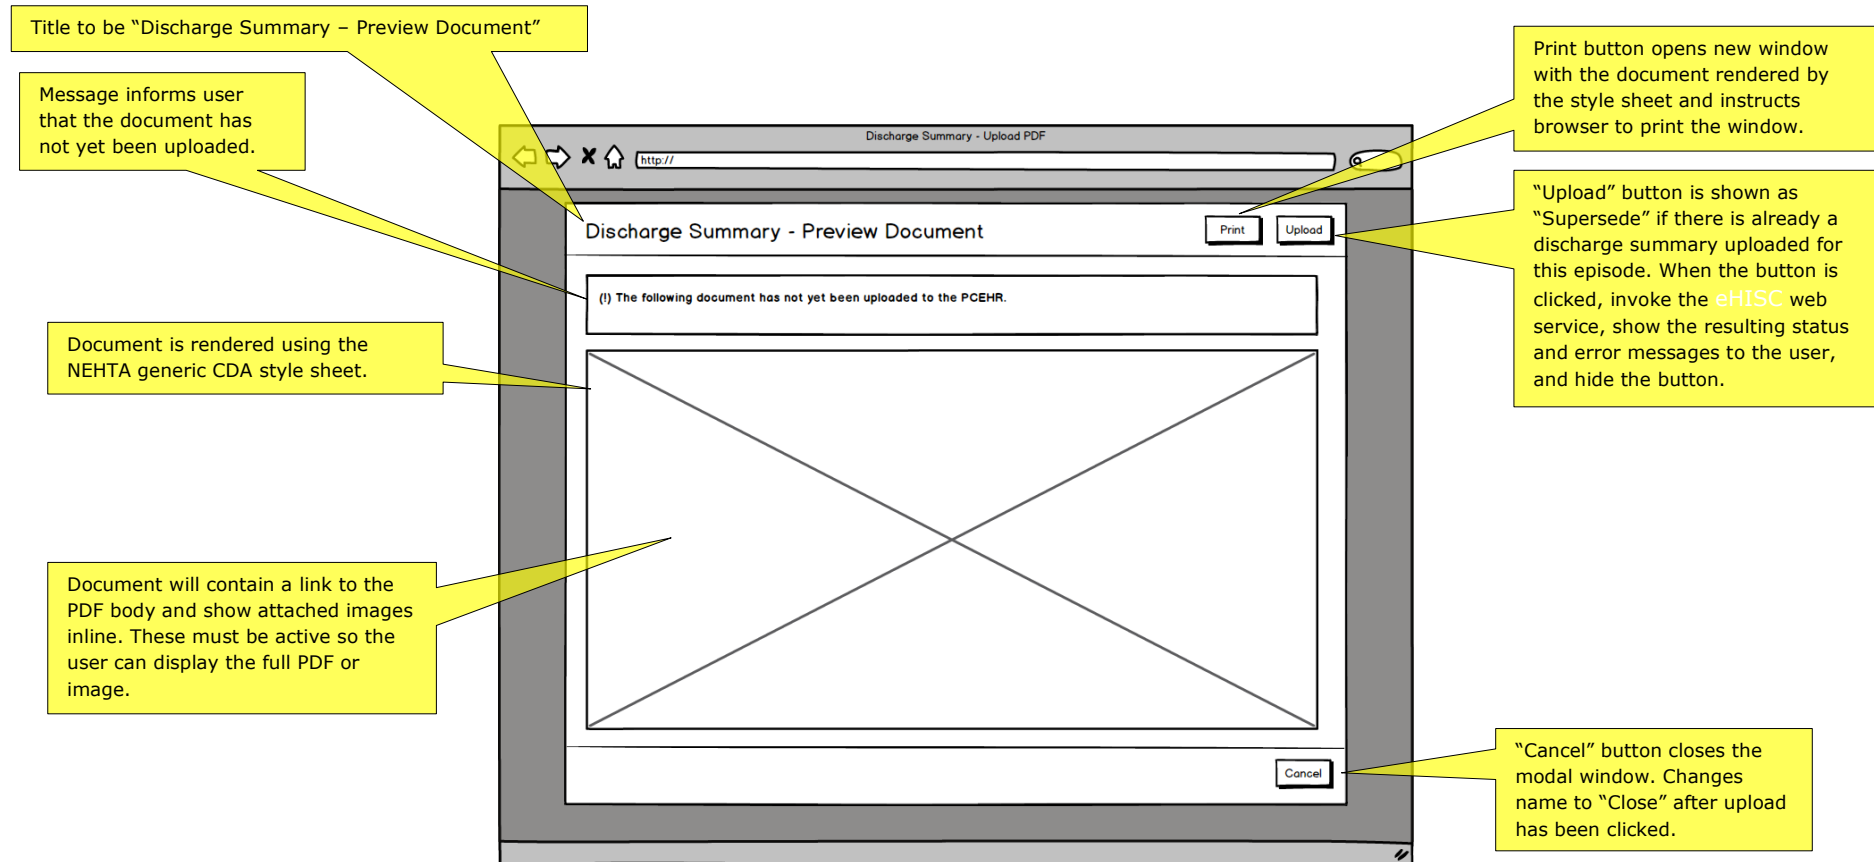 Title to be “Discharge Summary – Preview Document”
Message informs user
that the document has
not yet been uploaded.
Print button opens new window
with the document rendered by
the style sheet and instructs
browser to print the window.
Discharge Summary - Upload PDF
http://
“Upload” button is shown as
“Supersede” if there is already a
discharge summary uploaded for
this episode. When the button is
clicked, invoke the eHISC web
service, show the resulting status
and error messages to the user,
and hide the button.
Discharge Summary - Preview Document
Print
Upload
(!) The following document has not yet been uploaded to the PCEHR.
Document is rendered using the
NEHTA generic CDA style sheet.
Document will contain a link to the
PDF body and show attached images
inline. These must be active so the
user can display the full PDF or
image.
Cancel
“Cancel” button closes the
modal window. Changes
name to “Close” after upload
has been clicked.